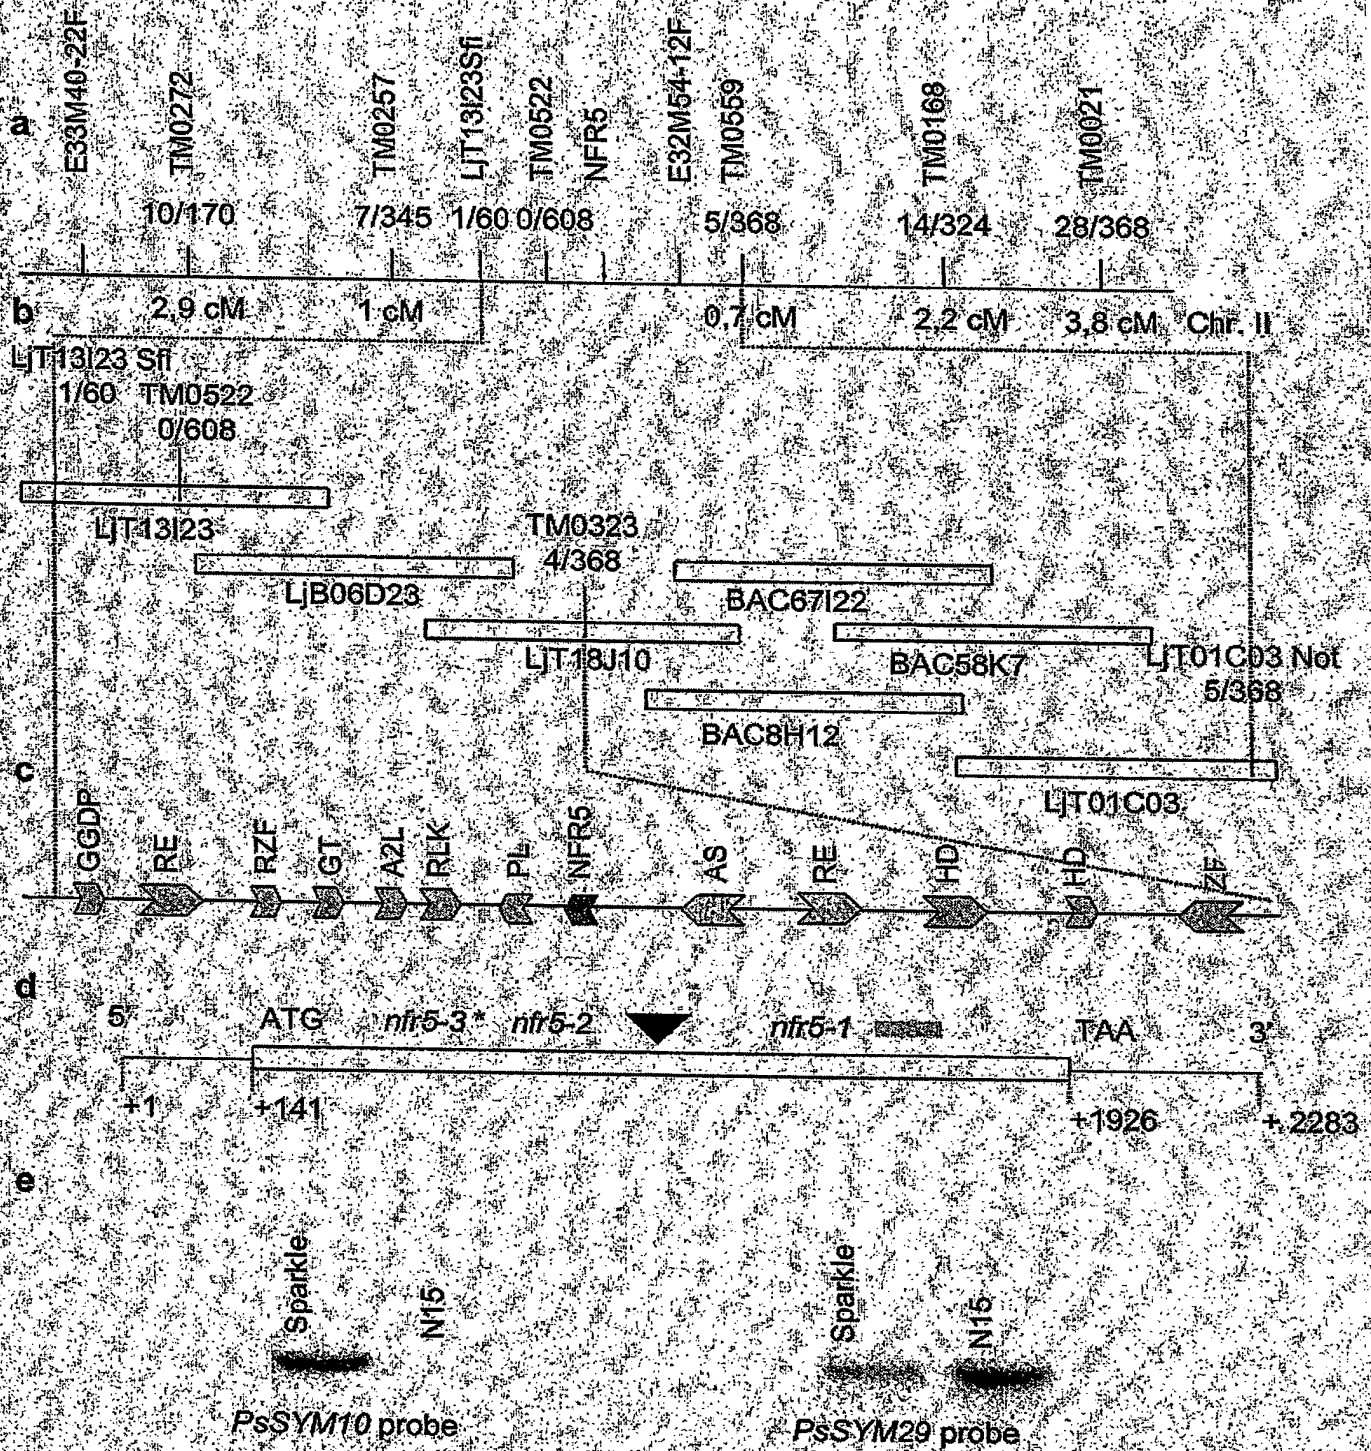 a
E33M40-22F
TM0272
TM0257
LjT13I23Sfi
TM0522
NFR5
E32M54-12F
TM0559
TM0168
TM0021
10/170 7/345 1/60 0/608 5/368 14/324 28/368
b
2,9 cM 1 cM 0,7 cM 2,2 cM 3,8 cM Chr. II
LjT13I23 Sfi
1/60 TM0522
0/608
LjT13I23
TM0323
4/368
LjB06D23
BAC67I22
LjT18J10
BAC58K7
LjT01C03 Not
5/368
BAC8H12
LjT01C03
c
GGDP
RE
RZF
GT
A2L
RLK
PL
NFR5
AS
RE
HD
HD
ZF
d
5' ATG nfr5-3 * nfr5-2 nfr5-1 TAA 3'
+1 +141 +1926 +2283
e
Sparkle
N15
Sparkle
N15
PsSYM10 probe PsSYM29 probe